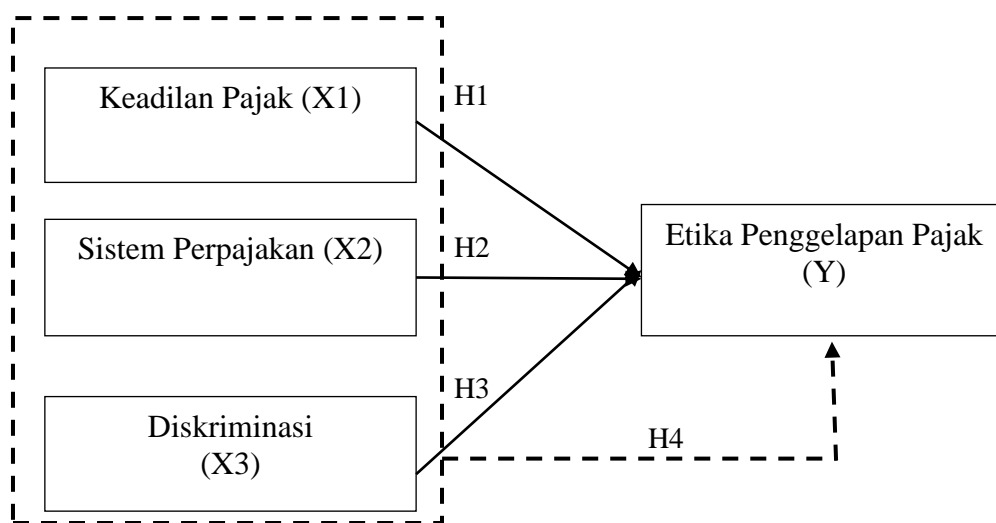 Keadilan Pajak (X1)
H1
Sistem Perpajakan (X2)
H2
Etika Penggelapan Pajak
(Y)
Diskriminasi
(X3)
H3
H4